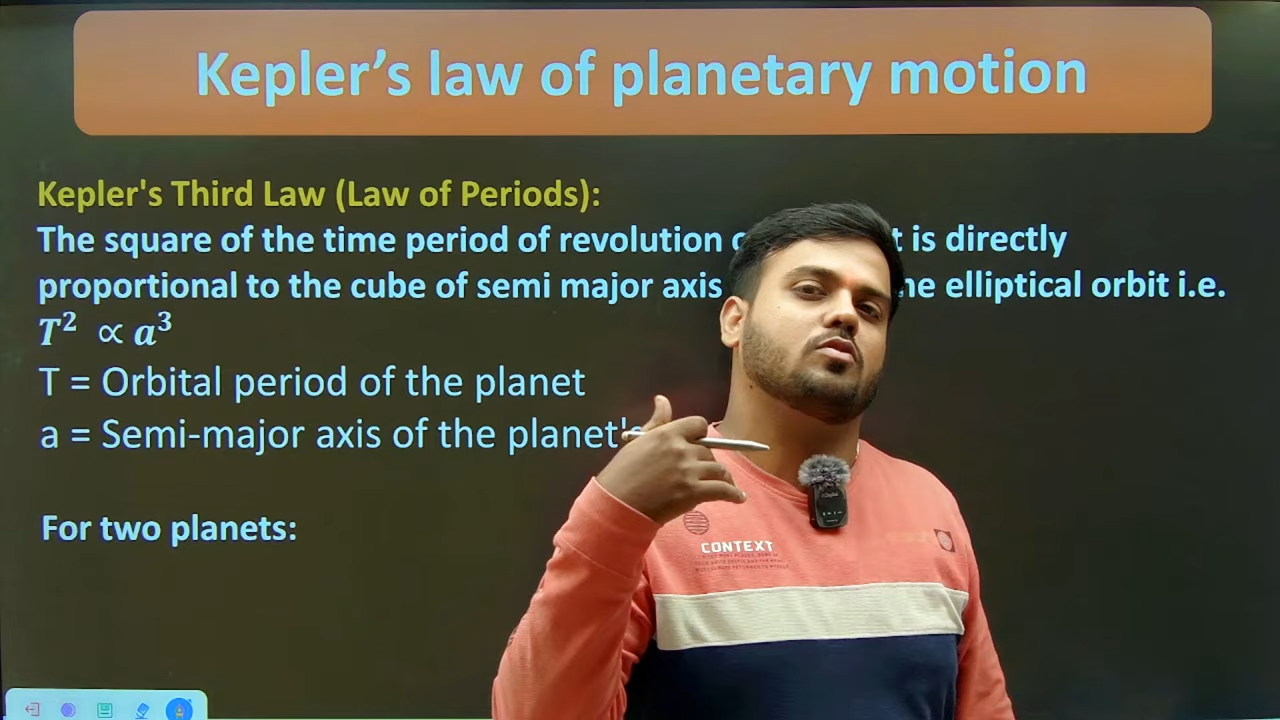 Kepler’s law of planetary motion
Kepler's Third Law (Law of Periods):
The square of the time period of revolution t is directly
proportional to the cube of semi major axis he elliptical orbit i.e.
T² ∝ a³
T = Orbital period of the planet
a = Semi-major axis of the planet's
For two planets:
CONTEXT